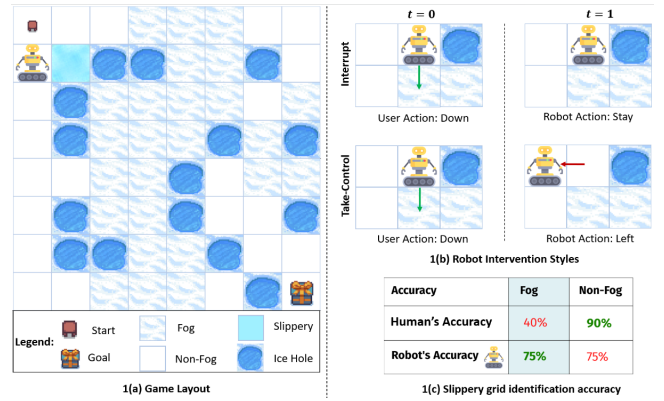 t = 0
t = 1
Interrupt
User Action: Down
Robot Action: Stay
Take-Control
User Action: Down
Robot Action: Left
1(b) Robot Intervention Styles
Accuracy Fog Non-Fog
Human's Accuracy 40% 90%
Robot's Accuracy 75% 75%
1(c) Slippery grid identification accuracy
Legend:
Start
Fog
Slippery
Goal
Non-Fog
Ice Hole
1(a) Game Layout